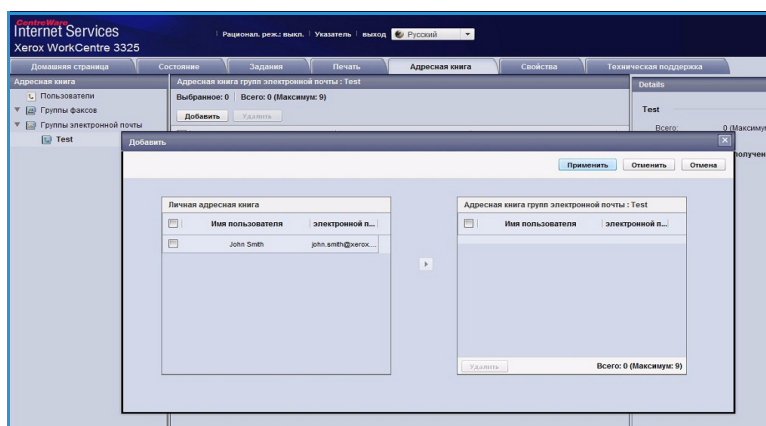 CentreWare
Internet Services
Xerox WorkCentre 3325
Рационал. реж.: выкл. Указатель выход Русский
Домашняя страница Состояние Задания Печать Адресная книга Свойства Техническая поддержка
Адресная книга
Пользователи
Группы факсов
Группы электронной почты
Test
Адресная книга групп электронной почты : Test
Выбранное: 0 Всего: 0 (Максимум: 9)
Добавить Удалить
Details
Test
Всего: 0 (Максиму
получен
Добавить
Применить Отменить Отмена
Личная адресная книга
Имя пользователя электронной п...
John Smith john.smith@xerox....
Адресная книга групп электронной почты : Test
Имя пользователя электронной п...
Удалить Всего: 0 (Максимум: 9)